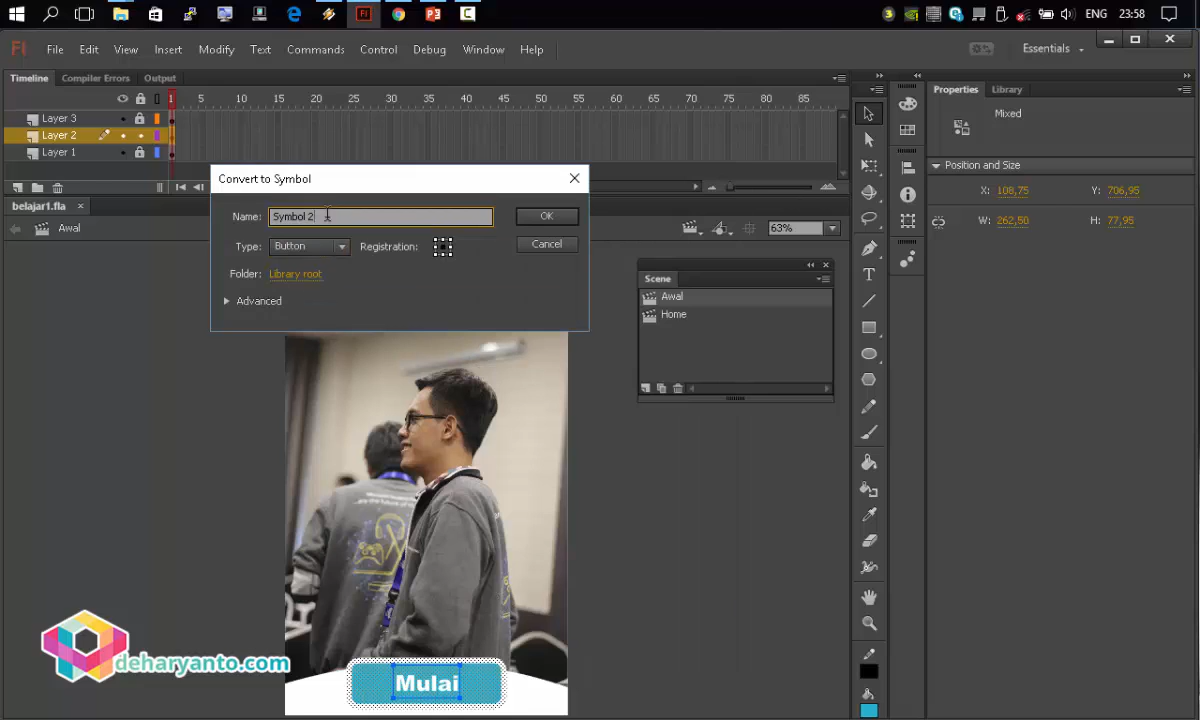 ENG 23:58
Fl File Edit View Insert Modify Text Commands Control Debug Window Help Essentials
Timeline Compiler Errors Output
1 5 10 15 20 25 30 35 40 45 50 55 60 65 70 75 80 85
Layer 3
Layer 2
Layer 1
belajar1.fla ×
Awal
63%
Convert to Symbol
Name: Symbol 2 OK
Type: Button Registration: Cancel
Folder: Library root
Advanced
Scene
Awal
Home
Properties Library
Mixed
Position and Size
X: 108,75 Y: 706,95
W: 262,50 H: 77,95
Mulai
deharyanto.com